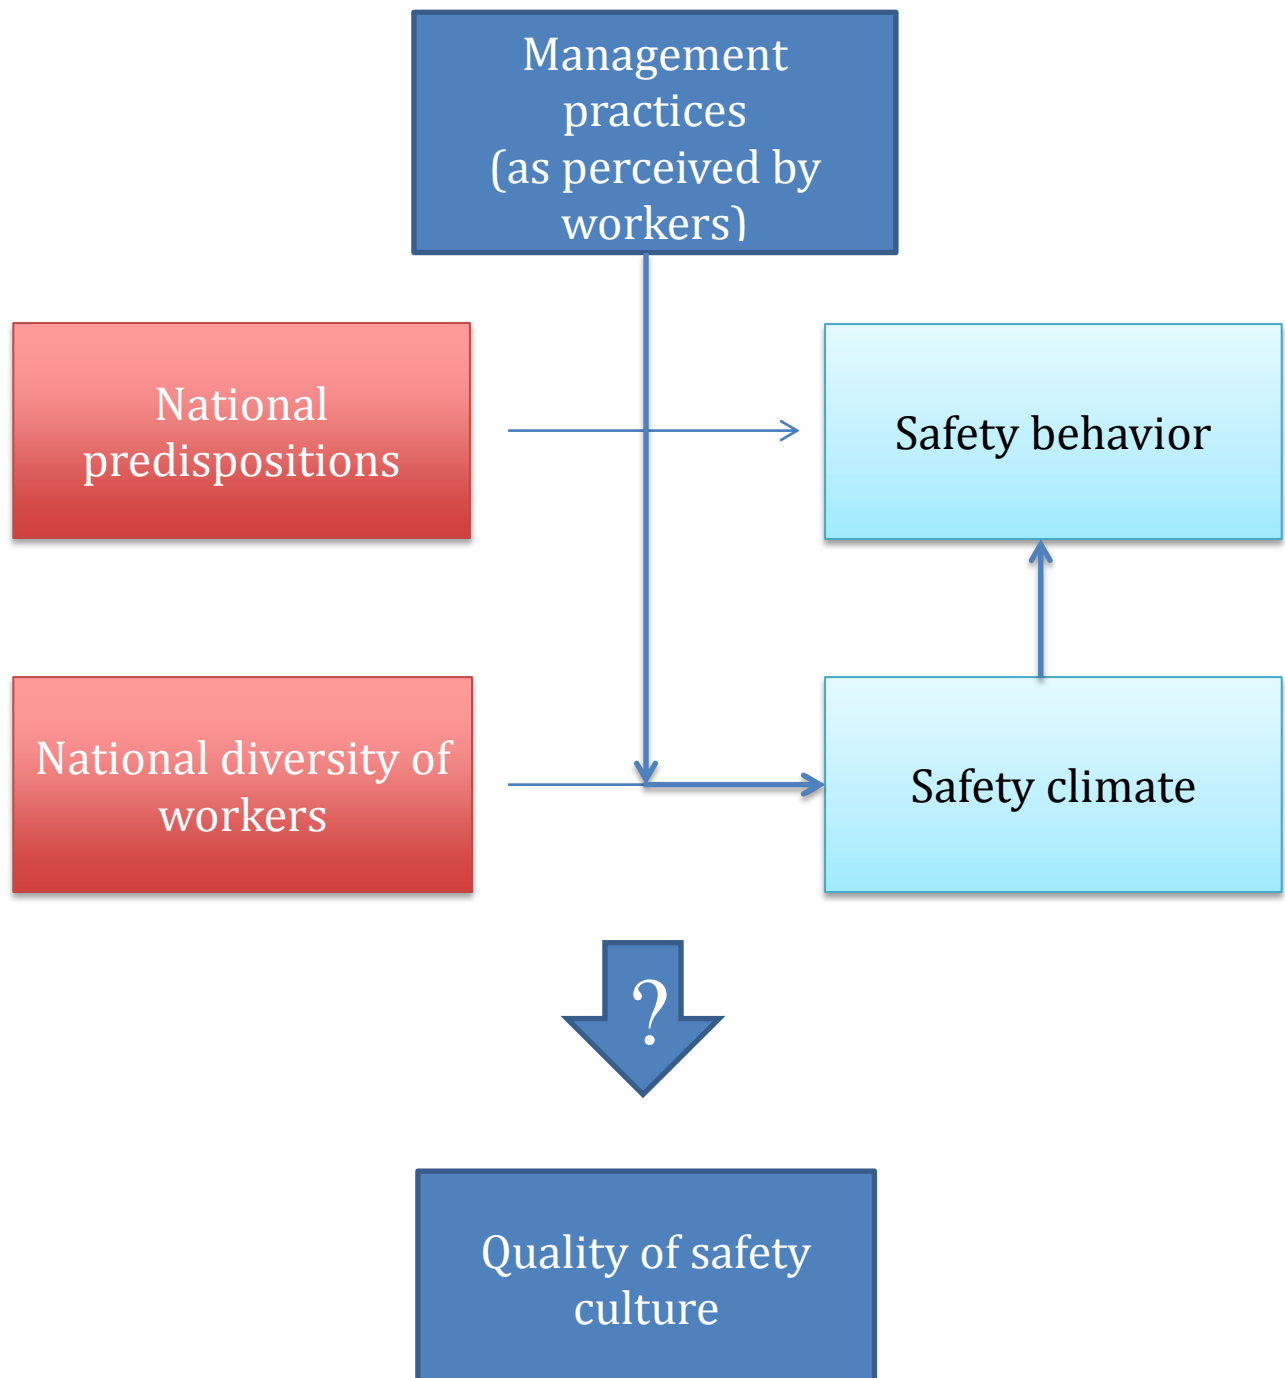 Management
practices
(as perceived by
workers)
National
predispositions
Safety behavior
National diversity of
workers
Safety climate
?
Quality of safety
culture